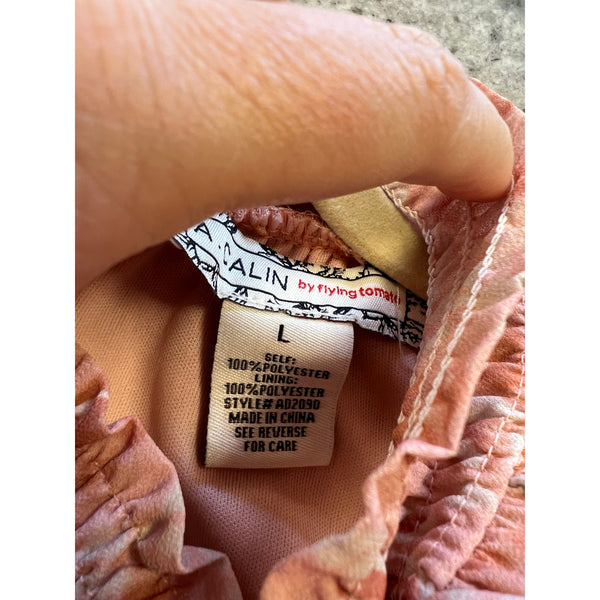 A CALIN by flying tomato
L
SELF:
100%POLYESTER
LINING:
100%POLYESTER
STYLE# AD2090
MADE IN CHINA
SEE REVERSE
FOR CARE